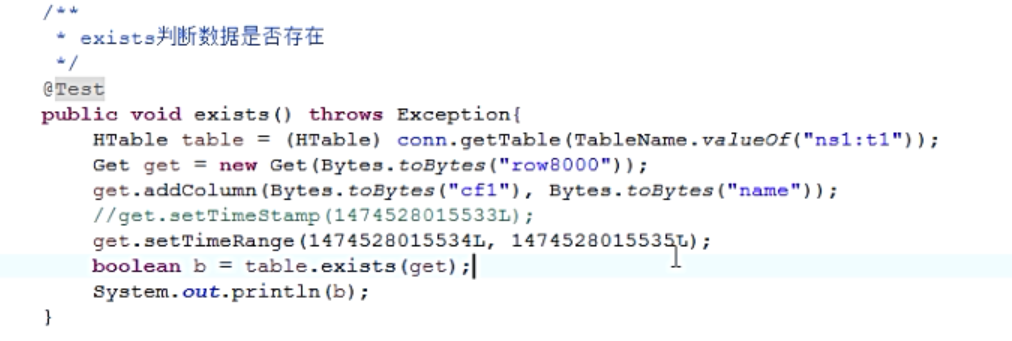 /**
 * exists判断数据是否存在
 */
@Test
public void exists() throws Exception{
    HTable table = (HTable) conn.getTable(TableName.valueOf("ns1:t1"));
    Get get = new Get(Bytes.toBytes("row8000"));
    get.addColumn(Bytes.toBytes("cf1"), Bytes.toBytes("name"));
    //get.setTimeStamp(1474528015533L);
    get.setTimeRange(1474528015534L, 1474528015535L);
    boolean b = table.exists(get);
    System.out.println(b);
}